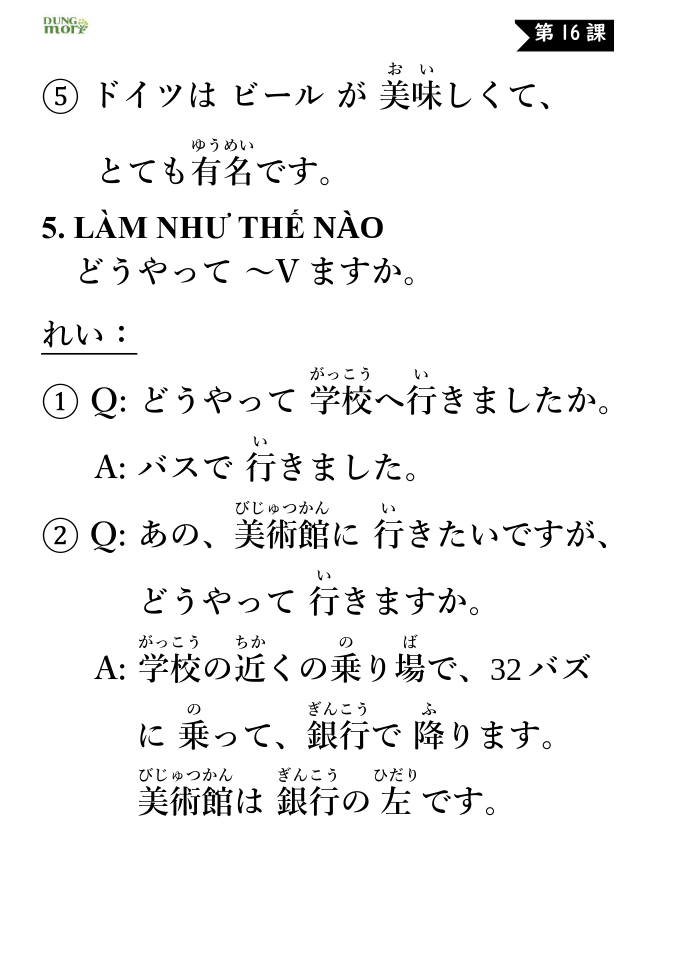 DUNG
mori
第16課
お い
⑤ ドイツは ビール が 美味しくて、
ゆうめい
とても有名です。
5. LÀM NHƯ THẾ NÀO
どうやって ～V ますか。
れい：
がっこう い
① Q: どうやって 学校へ行きましたか。
い
A: バスで 行きました。
びじゅつかん い
② Q: あの、美術館に 行きたいですが、
い
どうやって 行きますか。
がっこう ちか の ば
A: 学校の近くの乗り場で、32 バズ
の ぎんこう ふ
に 乗って、銀行で 降ります。
びじゅつかん ぎんこう ひだり
美術館は 銀行の 左 です。